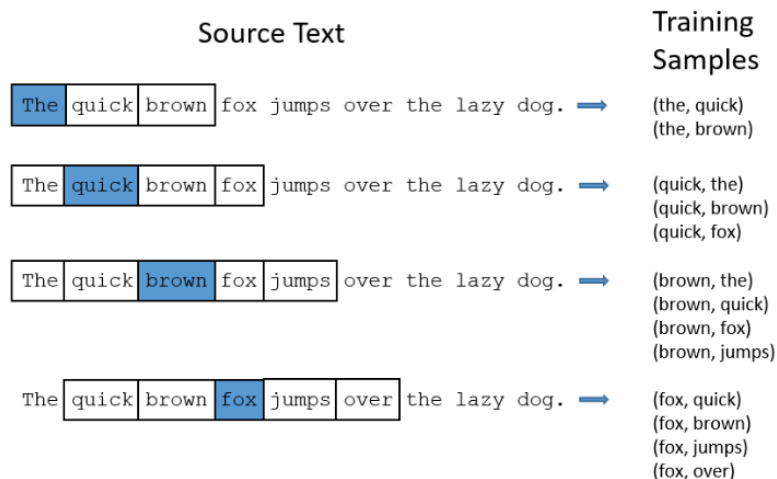 Source Text
Training
Samples
The quick brown fox jumps over the lazy dog.
(the, quick)
(the, brown)
The quick brown fox jumps over the lazy dog.
(quick, the)
(quick, brown)
(quick, fox)
The quick brown fox jumps over the lazy dog.
(brown, the)
(brown, quick)
(brown, fox)
(brown, jumps)
The quick brown fox jumps over the lazy dog.
(fox, quick)
(fox, brown)
(fox, jumps)
(fox, over)